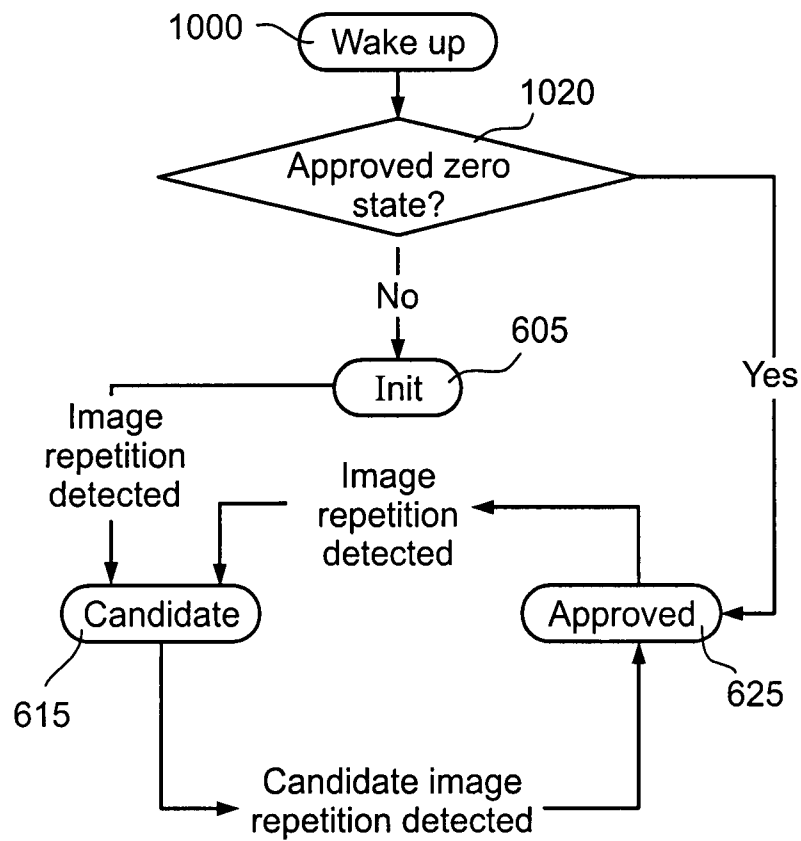 1000
Wake up
1020
Approved zero
state?
No
605
Init
Yes
Image
repetition
detected
Image
repetition
detected
Candidate
Approved
615
625
Candidate image
repetition detected